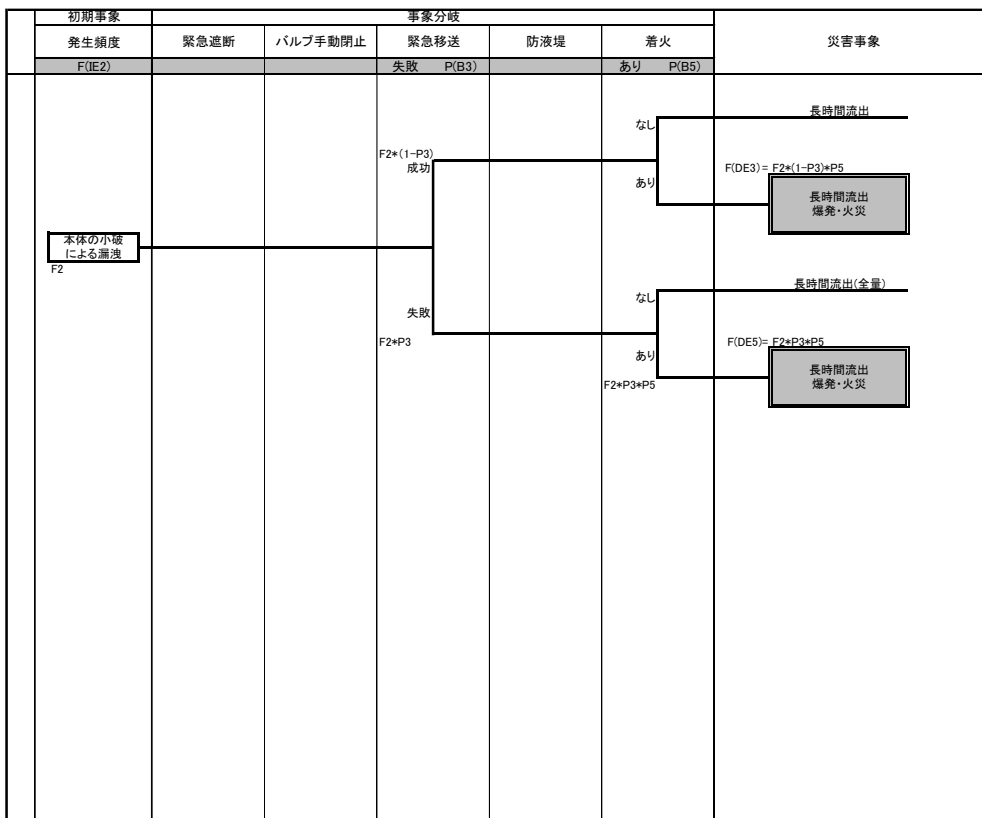 初期事象
事象分岐
発生頻度
緊急遮断
バルブ手動閉止
緊急移送
防液堤
着火
災害事象
F(IE2)
失敗 P(B3)
あり P(B5)
長時間流出
なし
F2*(1-P3)
成功
F(DE3)= F2*(1-P3)*P5
あり
長時間流出
爆発・火災
本体の小破
による漏洩
F2
長時間流出(全量)
なし
失敗
F2*P3
F(DE5)= F2*P3*P5
あり
長時間流出
爆発・火災
F2*P3*P5